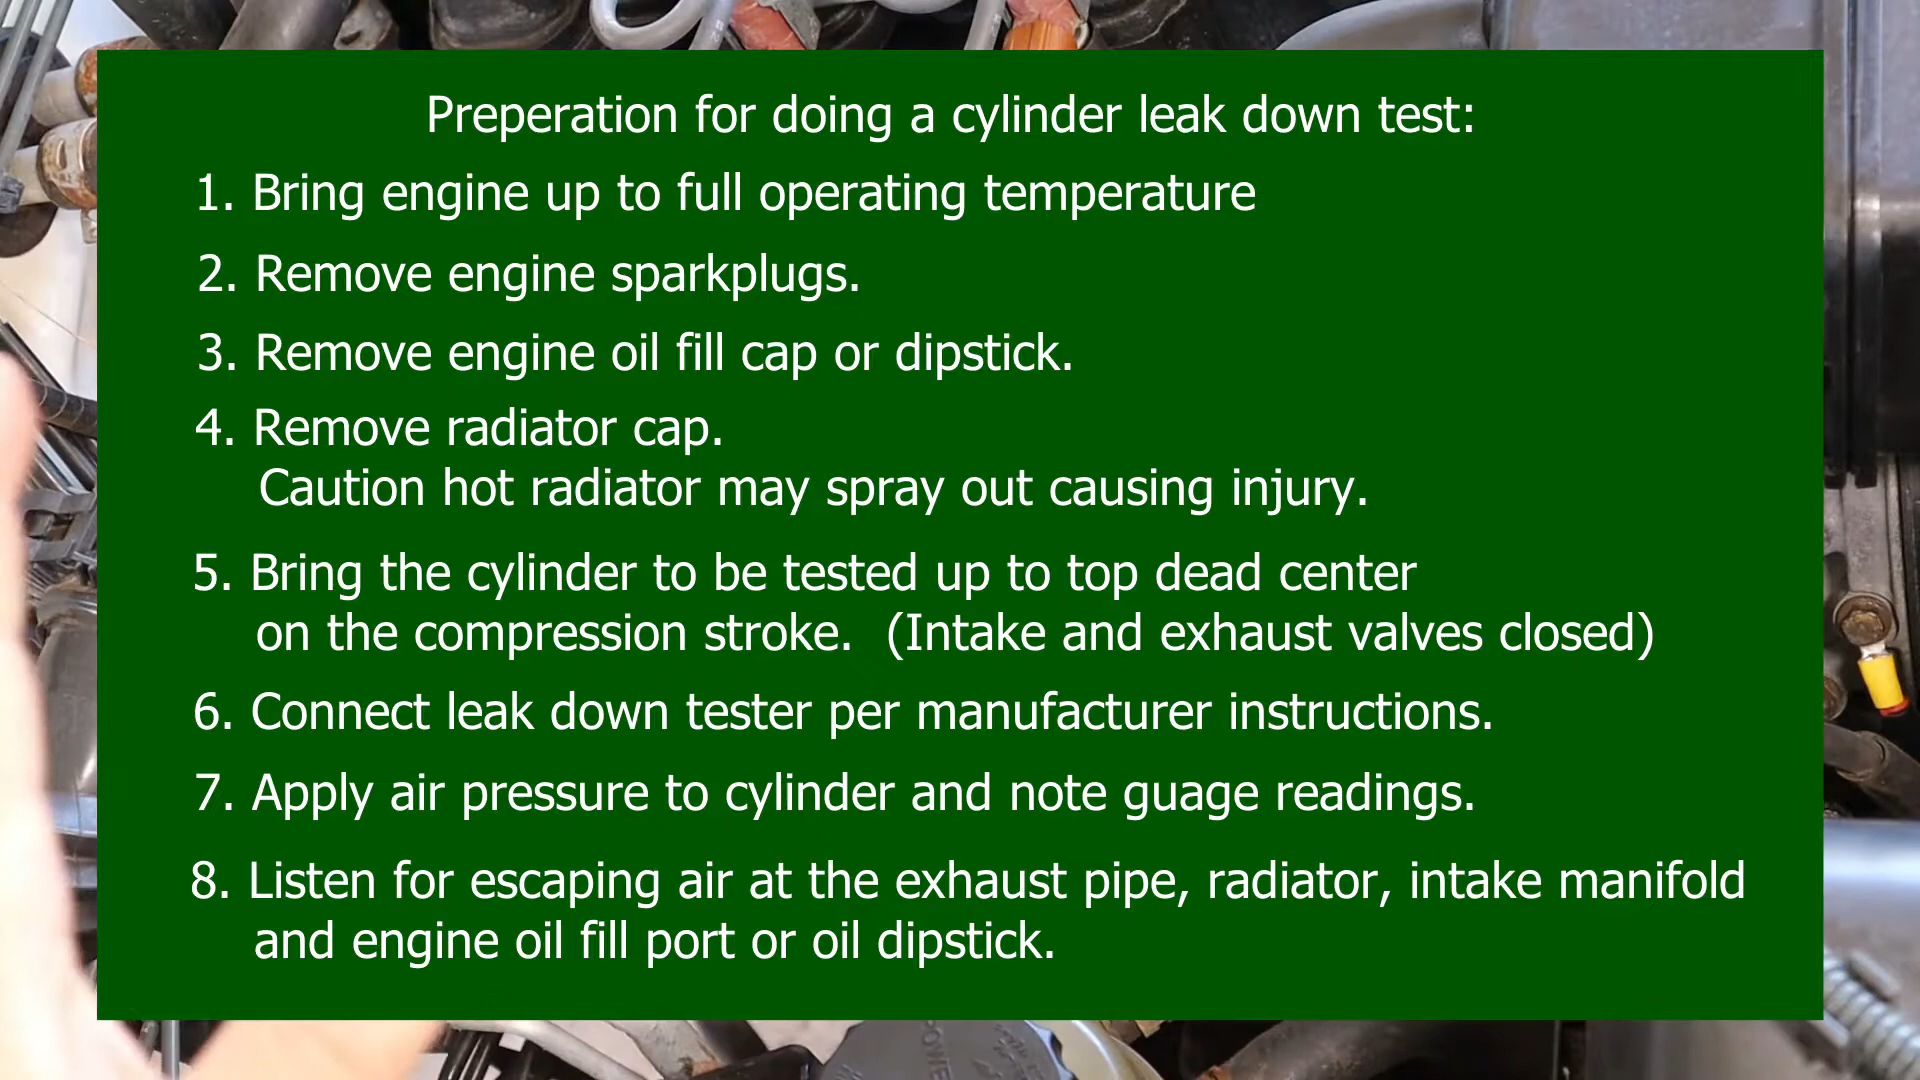 Preperation for doing a cylinder leak down test:
1. Bring engine up to full operating temperature
2. Remove engine sparkplugs.
3. Remove engine oil fill cap or dipstick.
4. Remove radiator cap.
Caution hot radiator may spray out causing injury.
5. Bring the cylinder to be tested up to top dead center
on the compression stroke.  (Intake and exhaust valves closed)
6. Connect leak down tester per manufacturer instructions.
7. Apply air pressure to cylinder and note guage readings.
8. Listen for escaping air at the exhaust pipe, radiator, intake manifold
and engine oil fill port or oil dipstick.